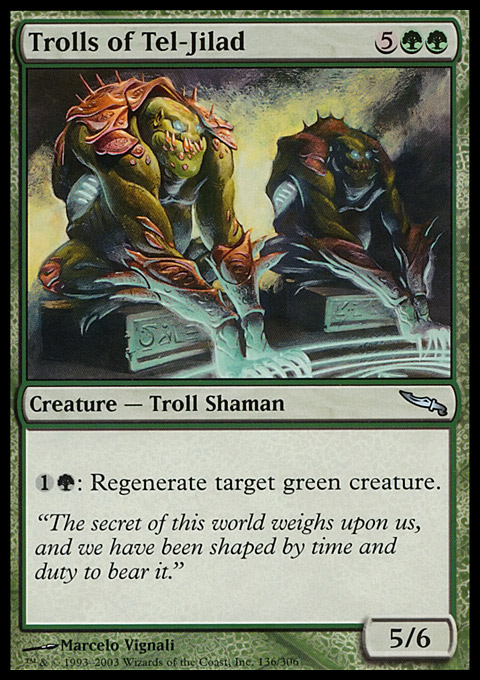 Trolls of Tel-Jilad 5
Creature — Troll Shaman
1: Regenerate target green creature.
“The secret of this world weighs upon us,
and we have been shaped by time and
duty to bear it.”
Marcelo Vignali
5/6
™ & © 1993–2003 Wizards of the Coast, Inc. 136/306